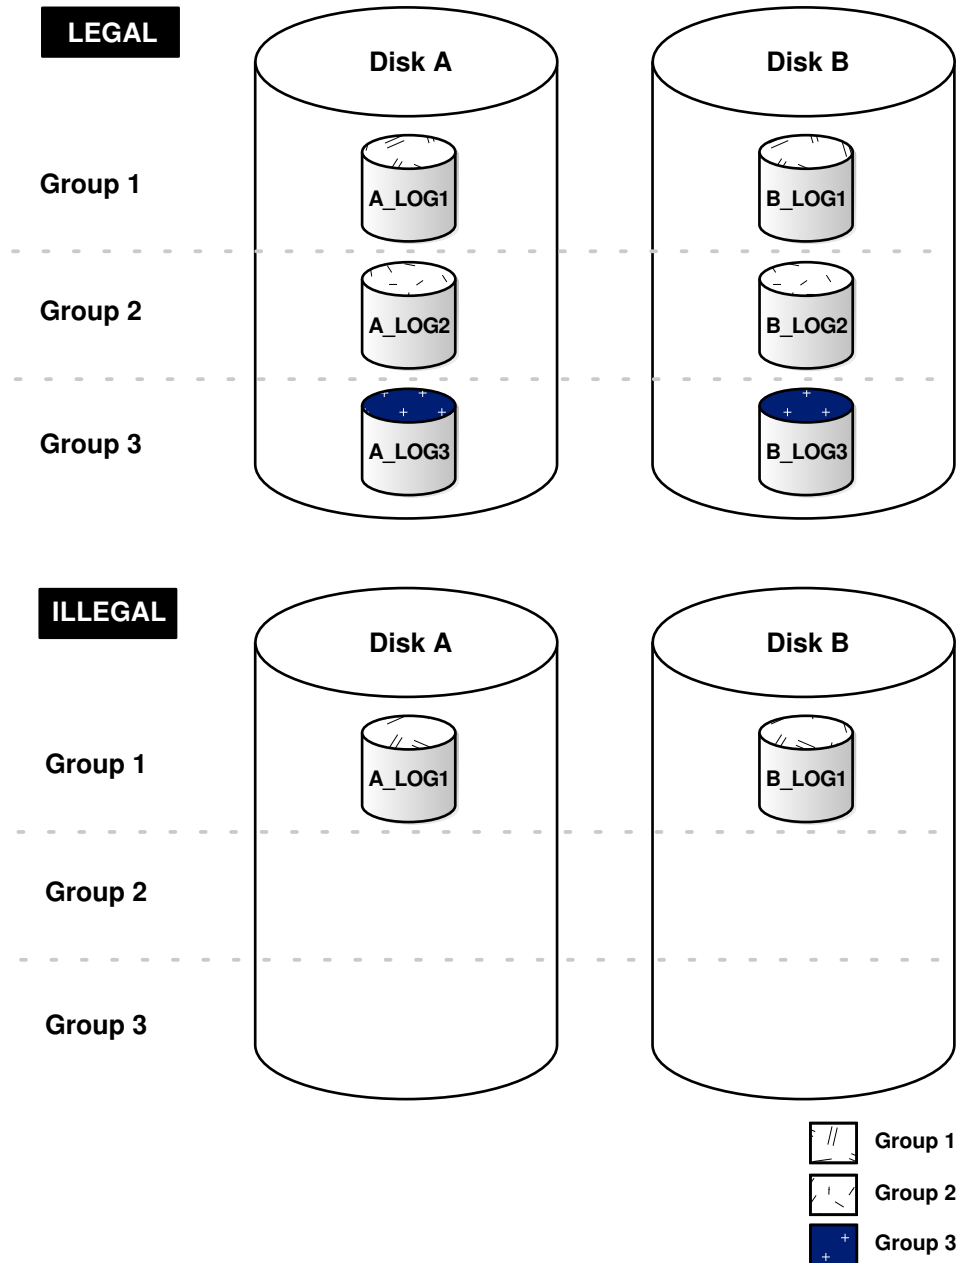 LEGAL
Disk A
Disk B
Group 1
A_LOG1
B_LOG1
Group 2
A_LOG2
B_LOG2
Group 3
A_LOG3
B_LOG3
ILLEGAL
Disk A
Disk B
Group 1
A_LOG1
B_LOG1
Group 2
Group 3
Group 1
Group 2
Group 3